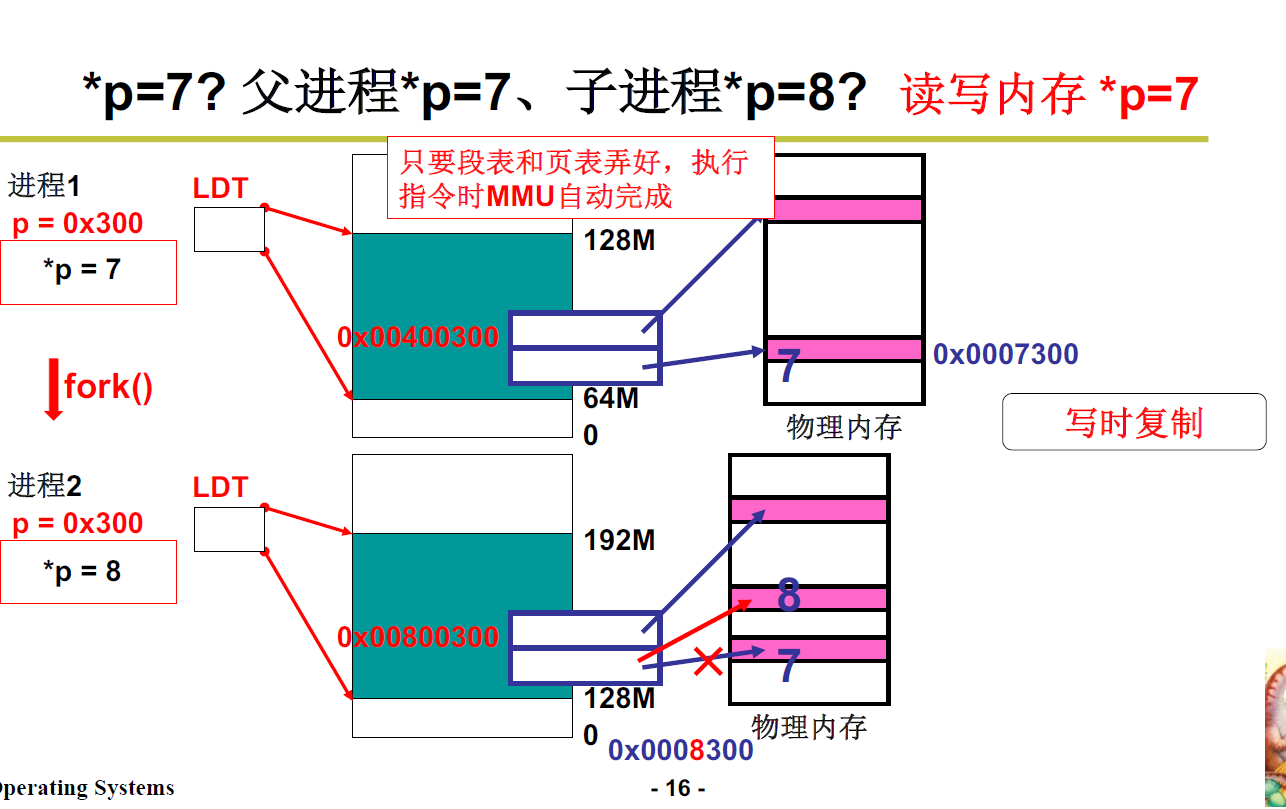 *p=7? 父进程*p=7、子进程*p=8? 读写内存 *p=7
只要段表和页表弄好，执行
指令时MMU自动完成
进程1
p = 0x300
*p = 7
LDT
128M
0x00400300
64M
0
7
0x0007300
物理内存
fork()
写时复制
进程2
p = 0x300
*p = 8
LDT
192M
0x00800300
128M
0
8
7
物理内存
0x0008300
Operating Systems
- 16 -